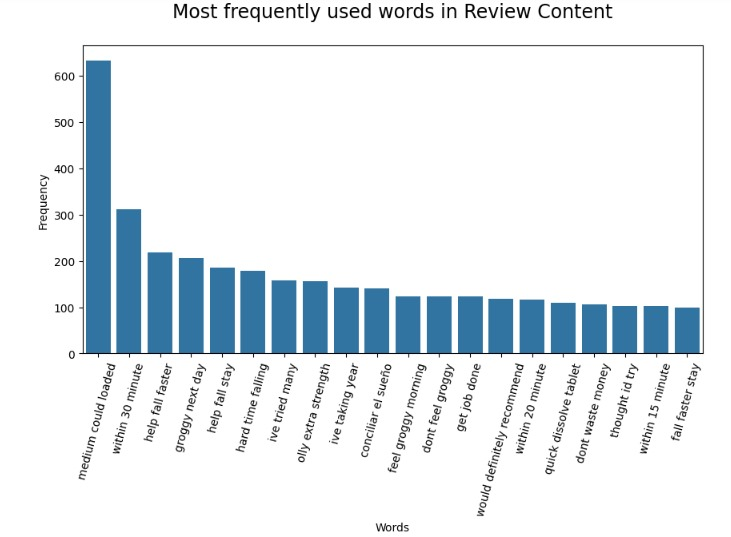 Most frequently used words in Review Content
600
500
400
300
200
100
0
Frequency
medium could loaded
within 30 minute
help fall faster
groggy next day
help fall stay
hard time falling
ive tried many
olly extra strength
ive taking year
conciliar el sueño
feel groggy morning
dont feel groggy
get job done
would definitely recommend
within 20 minute
quick dissolve tablet
dont waste money
thought id try
within 15 minute
fall faster stay
Words